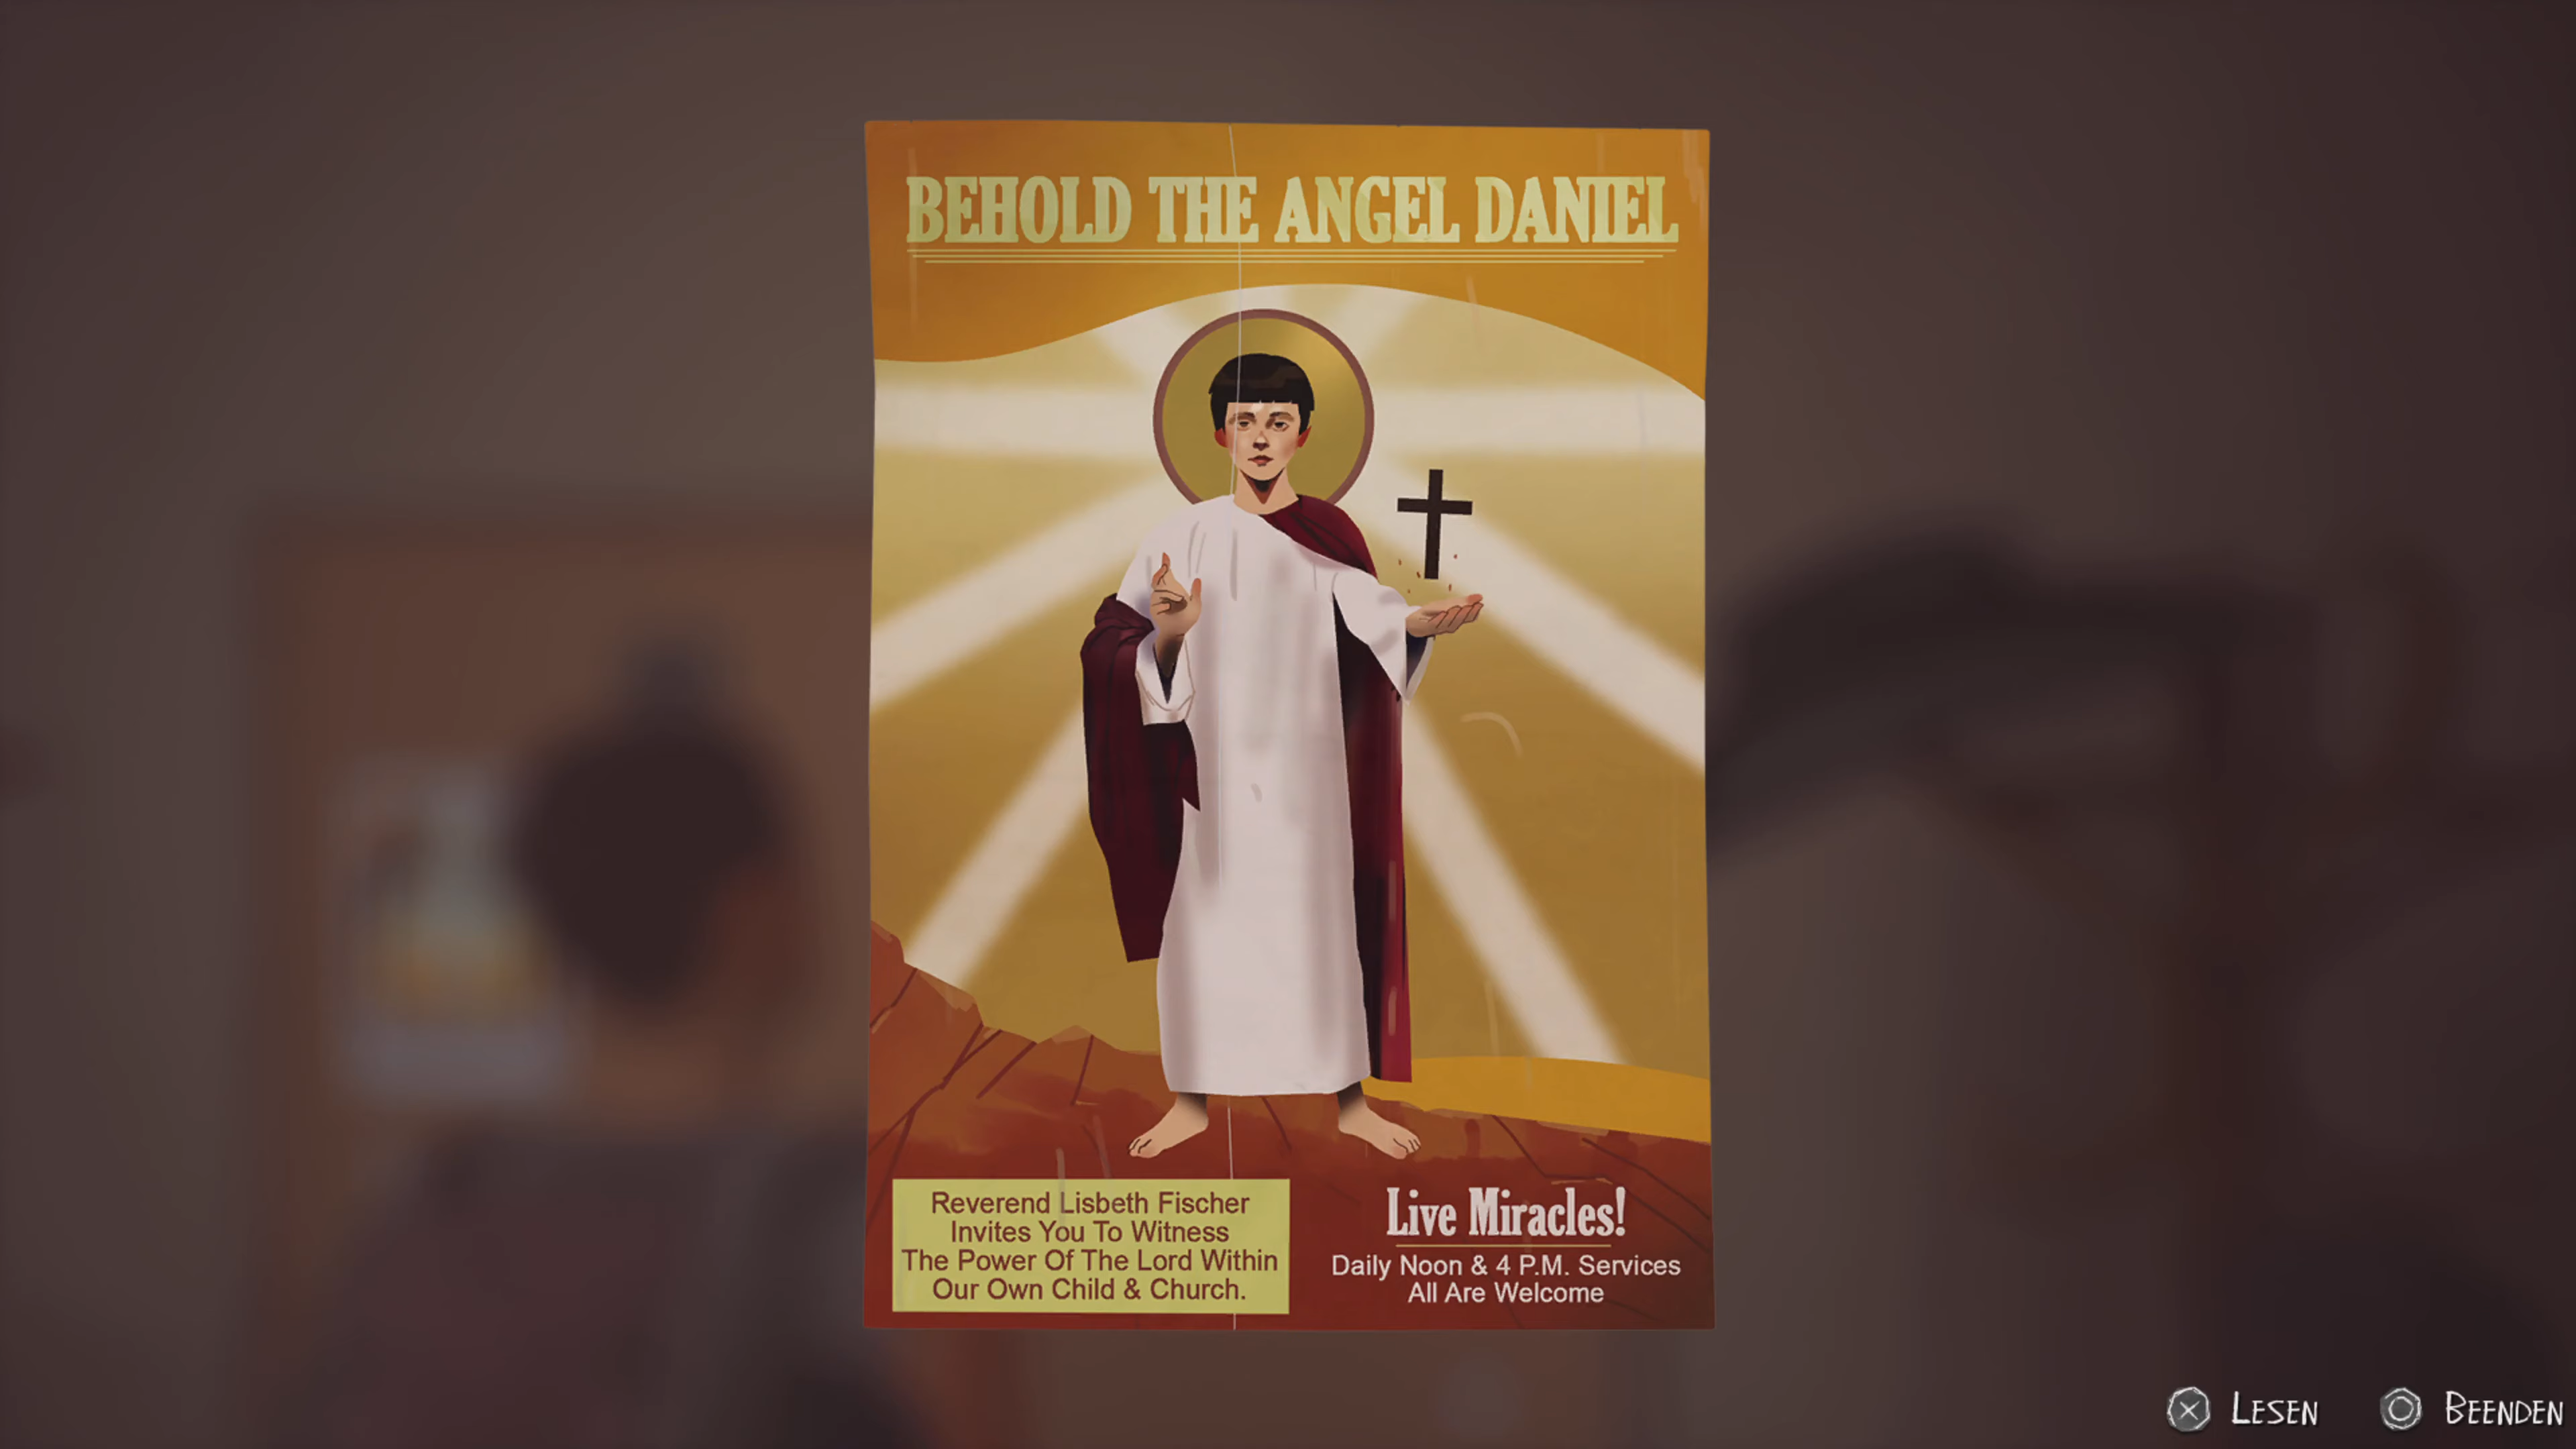 BEHOLD THE ANGEL DANIEL
Reverend Lisbeth Fischer
Invites You To Witness
The Power Of The Lord Within
Our Own Child & Church.
Live Miracles!
Daily Noon & 4 P.M. Services
All Are Welcome
LESEN
BEENDEN